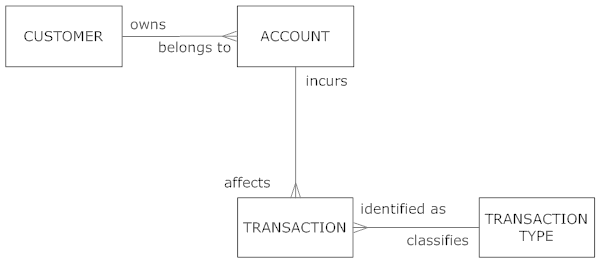 owns
CUSTOMER
ACCOUNT
belongs to
incurs
affects
identified as
TRANSACTION
TRANSACTION
TYPE
classifies